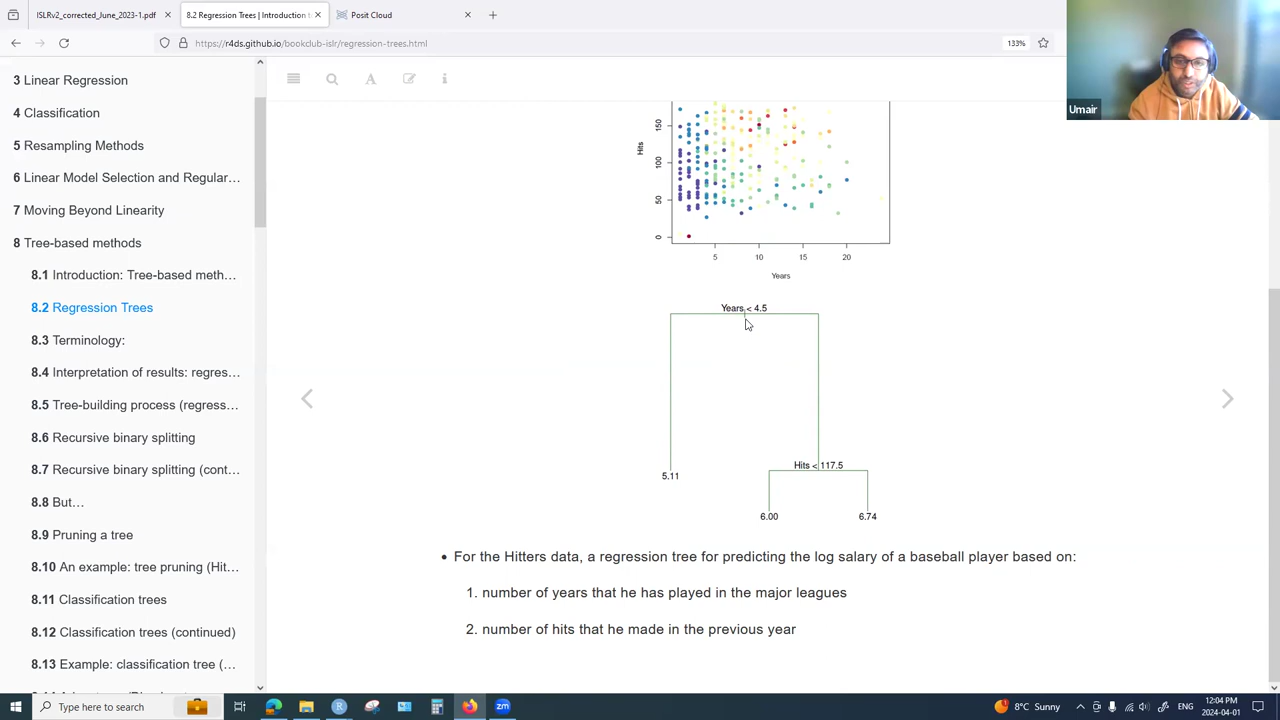 ISLRv2_corrected_June_2023-1.pdf
8.2 Regression Trees | Introduction
Posit Cloud
https://r4ds.github.io/bookclub-islr/regression-trees.html
133%
Umair
3 Linear Regression
4 Classification
5 Resampling Methods
6 Linear Model Selection and Regular…
7 Moving Beyond Linearity
8 Tree-based methods
8.1 Introduction: Tree-based meth…
8.2 Regression Trees
8.3 Terminology:
8.4 Interpretation of results: regres…
8.5 Tree-building process (regress…
8.6 Recursive binary splitting
8.7 Recursive binary splitting (cont…
8.8 But…
8.9 Pruning a tree
8.10 An example: tree pruning (Hit…
8.11 Classification trees
8.12 Classification trees (continued)
8.13 Example: classification tree (…
Hits
150
100
50
0
5 10 15 20
Years
Years < 4.5
Hits < 117.5
5.11
6.00 6.74
• For the Hitters data, a regression tree for predicting the log salary of a baseball player based on:
1. number of years that he has played in the major leagues
2. number of hits that he made in the previous year
Type here to search
8°C Sunny
ENG
12:04 PM
2024-04-01